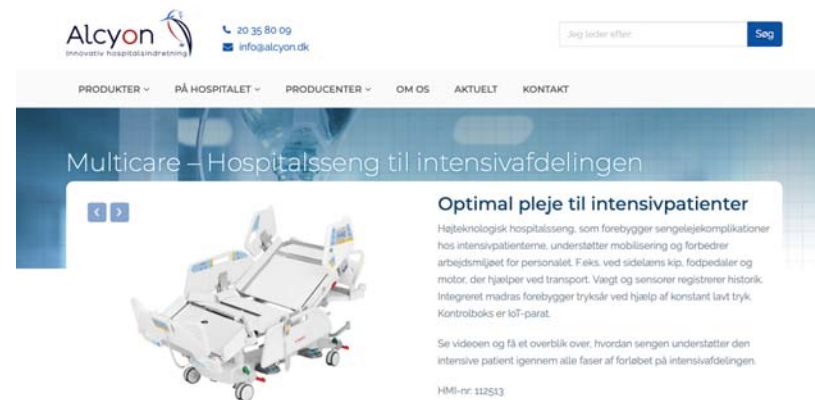 Alcyon
Innovativ hospitalsindretning
20 35 80 09
info@alcyon.dk
Jeg leder efter
Søg
PRODUKTER
PÅ HOSPITALET
PRODUCENTER
OM OS
AKTUELT
KONTAKT
Multicare – Hospitalsseng til intensivafdelingen
Optimal pleje til intensivpatienter
Højteknologisk hospitalsseng, som forebygger sengelejekomplikationer
hos intensivpatienterne, understøtter mobilisering og forbedrer
arbejdsmiljøet for personalet. F.eks. ved sidelæns kip, fodpedaler og
motor, der hjælper ved transport. Vægt og sensorer registrerer historik.
Integreret madras forebygger tryksår ved hjælp af konstant lavt tryk.
Kontrolboks er IoT-parat.
Se videoen og få et overblik over, hvordan sengen understøtter den
intensive patient igennem alle faser af forløbet på intensivafdelingen.
HMI-nr: 112513